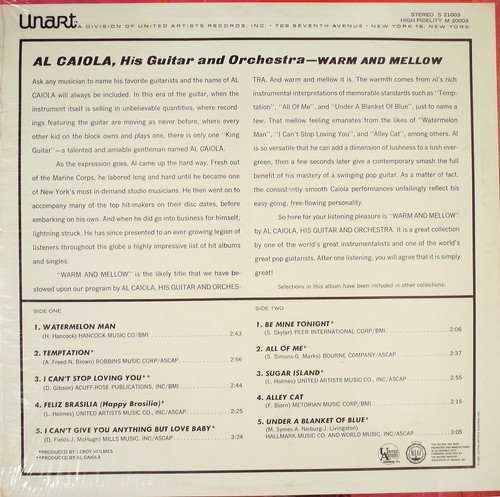 Unart A DIVISION OF UNITED ARTISTS RECORDS, INC. • 729 SEVENTH AVENUE • NEW YORK 19, NEW YORK
STEREO S 21003
HIGH FIDELITY M 20003
AL CAIOLA, His Guitar and Orchestra—WARM AND MELLOW
Ask any musician to name his favorite guitarists and the name of AL
CAIOLA will always be included. In this era of the guitar, when the
instrument itself is selling in unbelievable quantities, where record-
ings featuring the guitar are moving as never before, where every
other kid on the block owns and plays one, there is only one "King
Guitar"—a talented and amiable gentleman named AL CAIOLA.
As the expression goes, Al came up the hard way. Fresh out
of the Marine Corps, he labored long and hard until he became one
of New York's most in-demand studio musicians. He then went on to
accompany many of the top hit-makers on their disc dates, before
embarking on his own. And when he did go into business for himself,
lightning struck. He has since presented to an ever-growing legion of
listeners throughout the globe a highly impressive list of hit albums
and singles.
"WARM AND MELLOW" is the likely title that we have be-
stowed upon our program by AL CAIOLA, HIS GUITAR AND ORCHES-
TRA. And warm and mellow it is. The warmth comes from Al's rich
instrumental interpretations of memorable standards such as "Temp-
tation", "All Of Me", and "Under A Blanket Of Blue", just to name a
few. That mellow feeling emanates from the likes of "Watermelon
Man", "I Can't Stop Loving You", and "Alley Cat", among others. Al
is so versatile that he can add a dimension of lushness to a lush ever-
green, then a few seconds later give a contemporary smash the full
benefit of his mastery of a swinging pop guitar. As a matter of fact,
the consistently smooth Caiola performances unfailingly reflect his
easy-going, free-flowing personality.
So here for your listening pleasure is "WARM AND MELLOW"
by AL CAIOLA, HIS GUITAR AND ORCHESTRA. It is a great collection
by one of the world's great instrumentalists and one of the world's
great pop guitarists. After one listening, you will agree that it is simply
great!
Selections in this album have been included in other collections:
SIDE ONE
1. WATERMELON MAN
(H. Hancock) HANCOCK MUSIC CO/BMI 2:43
2. TEMPTATION*
(A. Freed-N. Brown) ROBBINS MUSIC CORP/ASCAP 2:56
3. I CAN'T STOP LOVING YOU**
(D. Gibson) ACUFF-ROSE PUBLICATIONS, INC/BMI 2:44
4. FELIZ BRASILIA (Happy Brasilia)*
(L. Holmes) UNITED ARTISTS MUSIC CO., INC/ASCAP 2:25
5. I CAN'T GIVE YOU ANYTHING BUT LOVE BABY*
(D. Fields-J. McHugh) MILLS MUSIC, INC/ASCAP 3:24
*PRODUCED BY LEROY HOLMES
**PRODUCED BY AL CAIOLA
SIDE TWO
1. BE MINE TONIGHT*
(S. Skylar) PEER INTERNATIONAL CORP/BMI 2:06
2. ALL OF ME*
(S. Simons-G. Marks) BOURNE COMPANY/ASCAP 2:37
3. SUGAR ISLAND*
(L. Holmes) UNITED ARTISTS MUSIC CO., INC/ASCAP 2:55
4. ALLEY CAT
(F. Bjorn) METORION MUSIC CORP/BMI 2:10
5. UNDER A BLANKET OF BLUE*
(M. Symes-A. Neiburg-J. Livingston)
HALLMARK MUSIC CO. AND WORLD MUSIC, INC/ASCAP 3:05